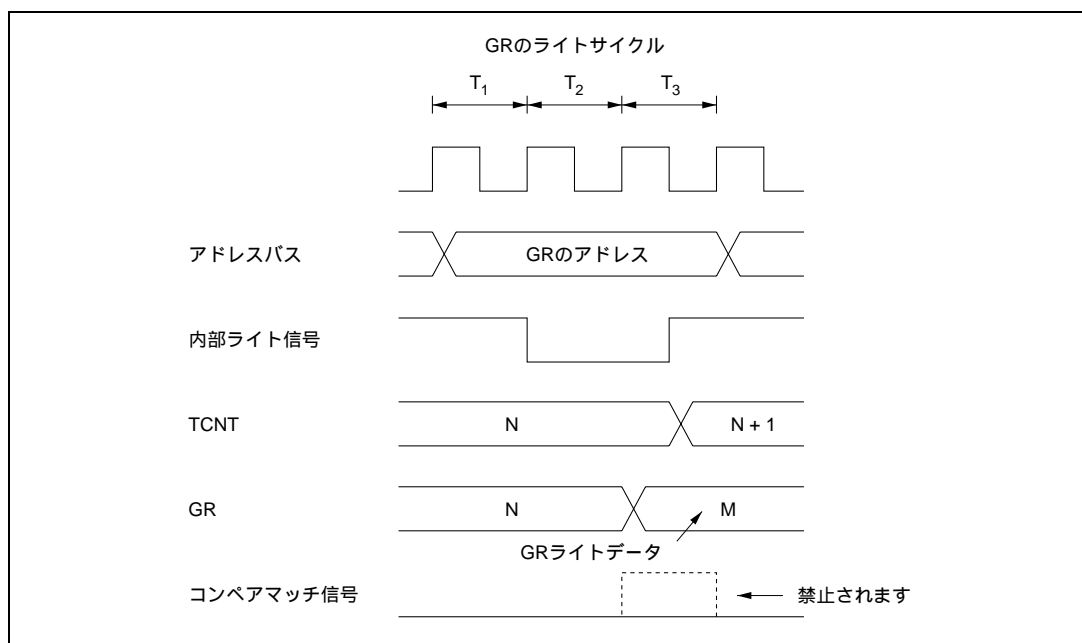 GRのライトサイクル
T1 T2 T3
アドレスバス GRのアドレス
内部ライト信号
TCNT N N + 1
GR N M
GRライトデータ
コンペアマッチ信号 禁止されます